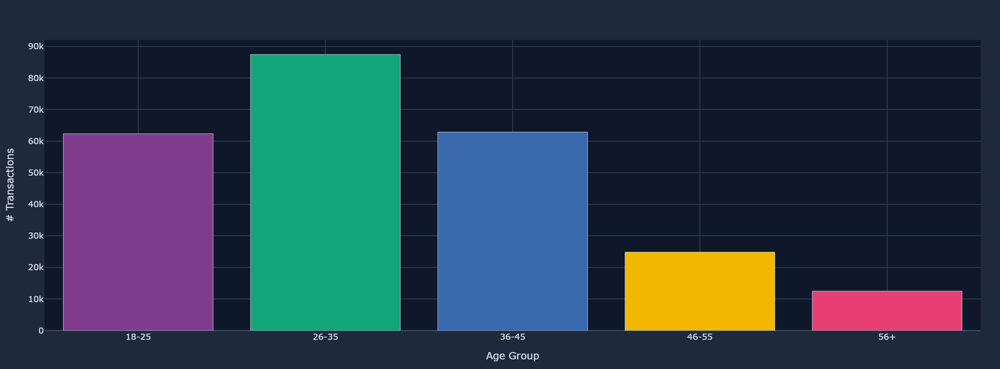 90k
80k
70k
60k
50k
40k
30k
20k
10k
0
# Transactions
18-25 26-35 36-45 46-55 56+
Age Group